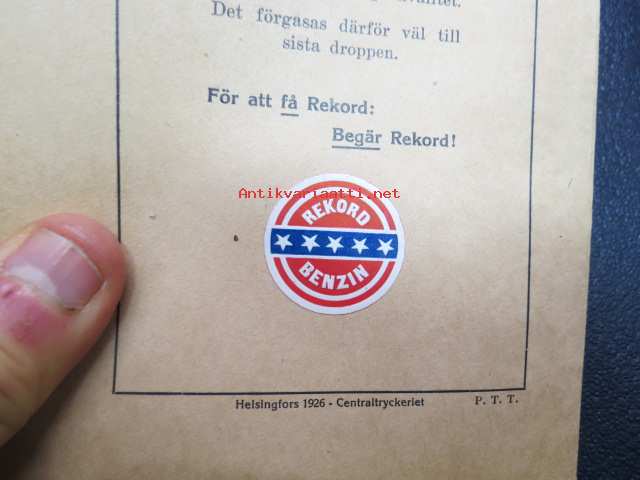 Det förgasas därför väl till
sista droppen.
För att få Rekord:
Begär Rekord!
Antikvariaatti.net
REKORD
BENZIN
Helsingfors 1926 - Centraltryckeriet
P. T. T.